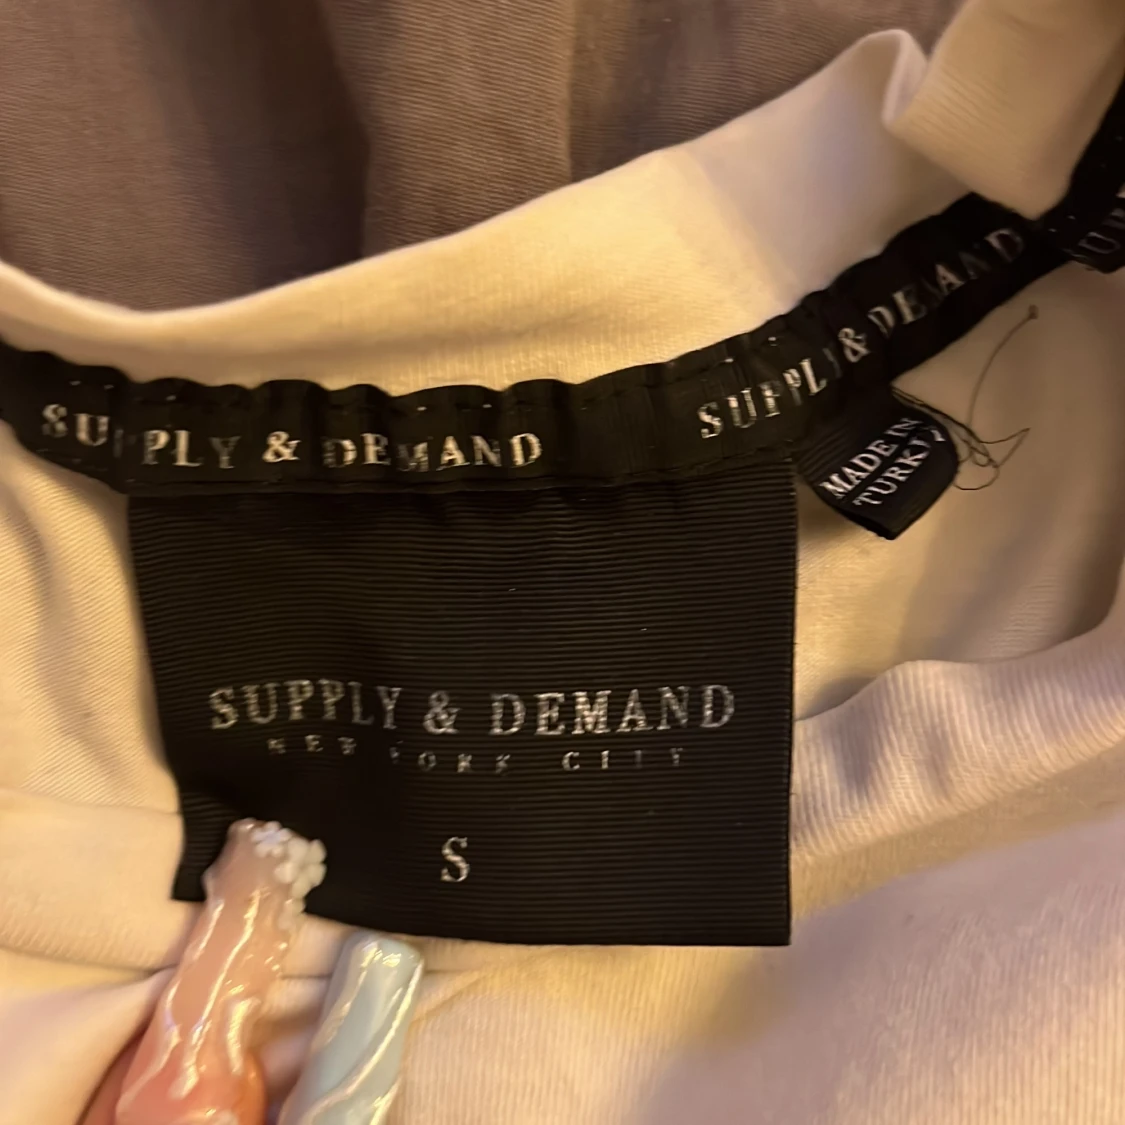 SUPPLY & DEMAND
SUPPLY & DEMAND
MADE IN
TURKEY
SUPPLY & DEMAND
NEW YORK CITY
S